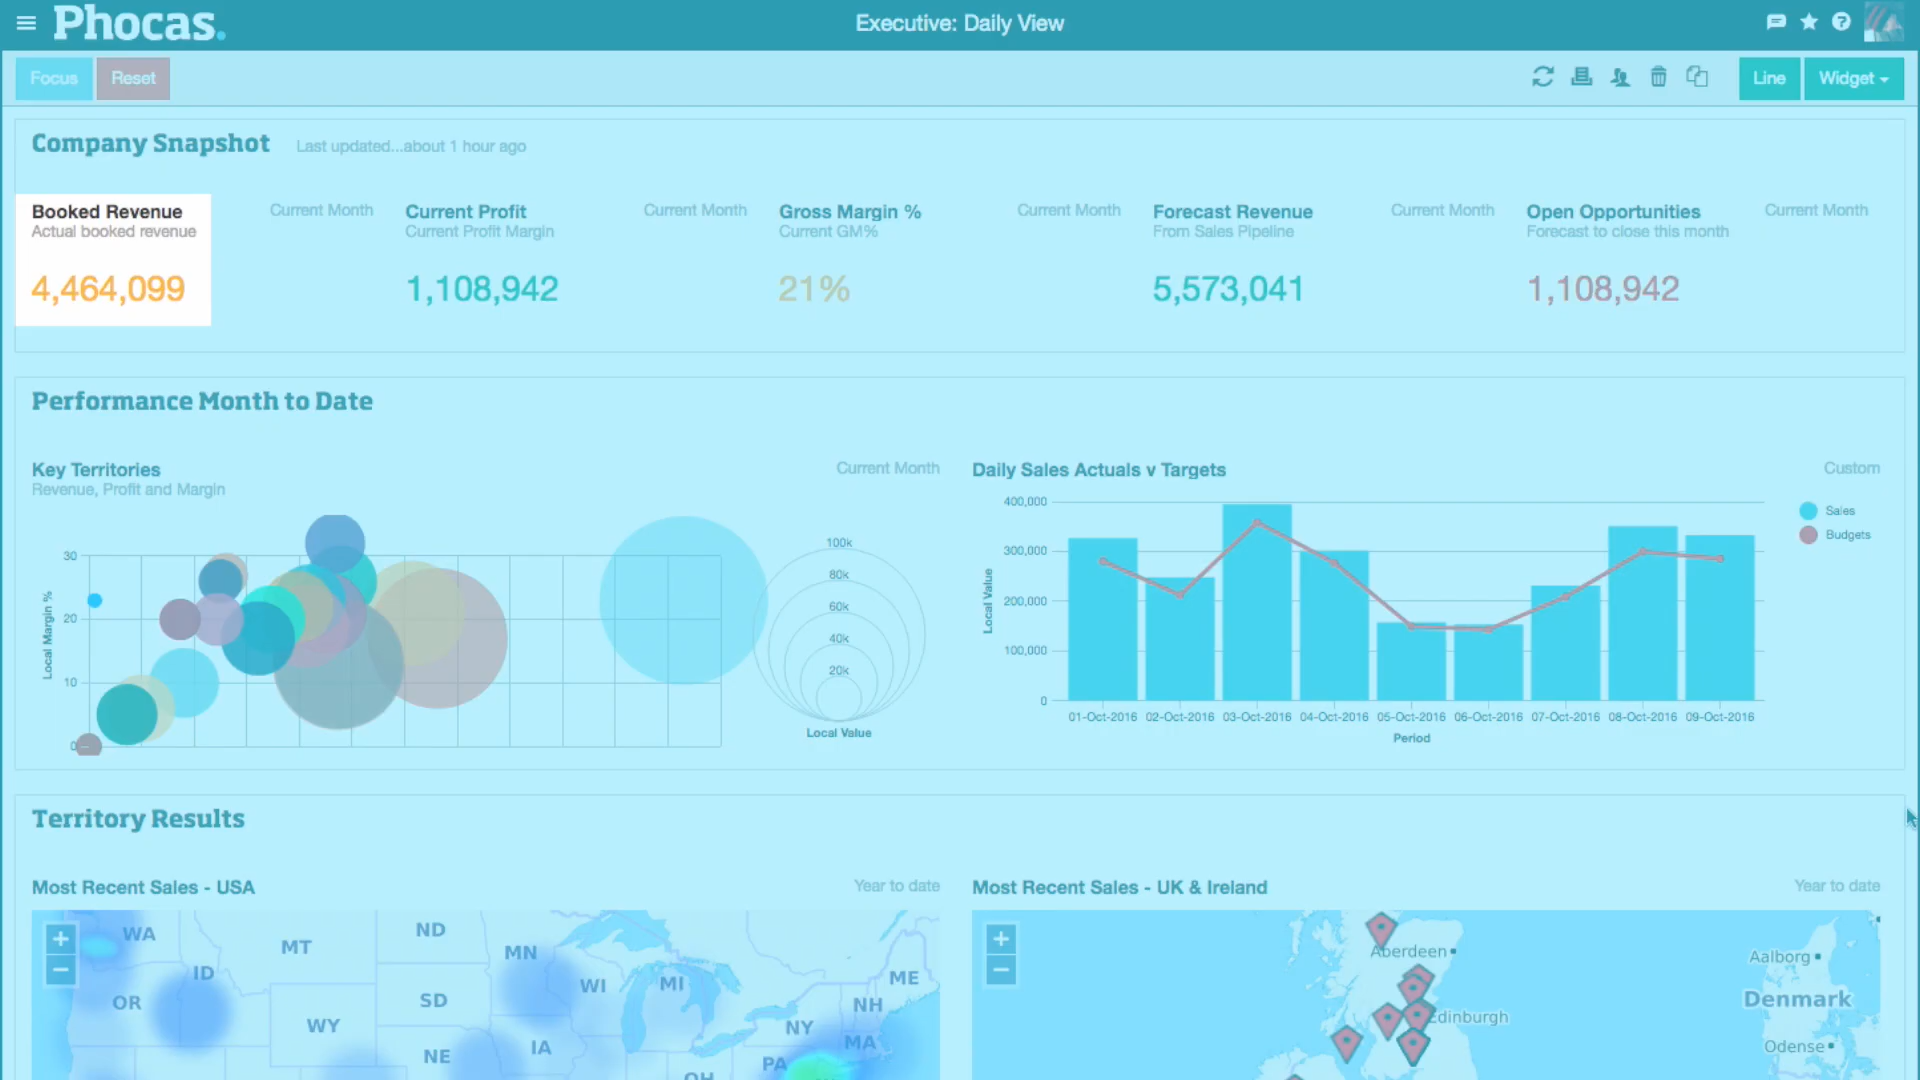 Phocas.
Executive: Daily View
Focus
Reset
Line
Widget
Company Snapshot
Last updated...about 1 hour ago
Booked Revenue
Actual booked revenue
4,464,099
Current Month
Current Profit
Current Profit Margin
1,108,942
Current Month
Gross Margin %
Current GM%
21%
Current Month
Forecast Revenue
From Sales Pipeline
5,573,041
Current Month
Open Opportunities
Forecast to close this month
1,108,942
Current Month
Performance Month to Date
Key Territories
Revenue, Profit and Margin
Current Month
Local Margin %
30
20
10
0
100k
80k
60k
40k
20k
Local Value
Daily Sales Actuals v Targets
Custom
Local Value
400,000
300,000
200,000
100,000
0
01-Oct-2016 02-Oct-2016 03-Oct-2016 04-Oct-2016 05-Oct-2016 06-Oct-2016 07-Oct-2016 08-Oct-2016 09-Oct-2016
Period
Sales
Budgets
Territory Results
Most Recent Sales - USA
Year to date
+
−
WA
MT
ND
MN
ID
OR
SD
WI
MI
ME
NH
WY
NY
MA
NE
IA
PA
OH
Most Recent Sales - UK & Ireland
Year to date
+
−
Aberdeen
Edinburgh
Aalborg
Denmark
Odense